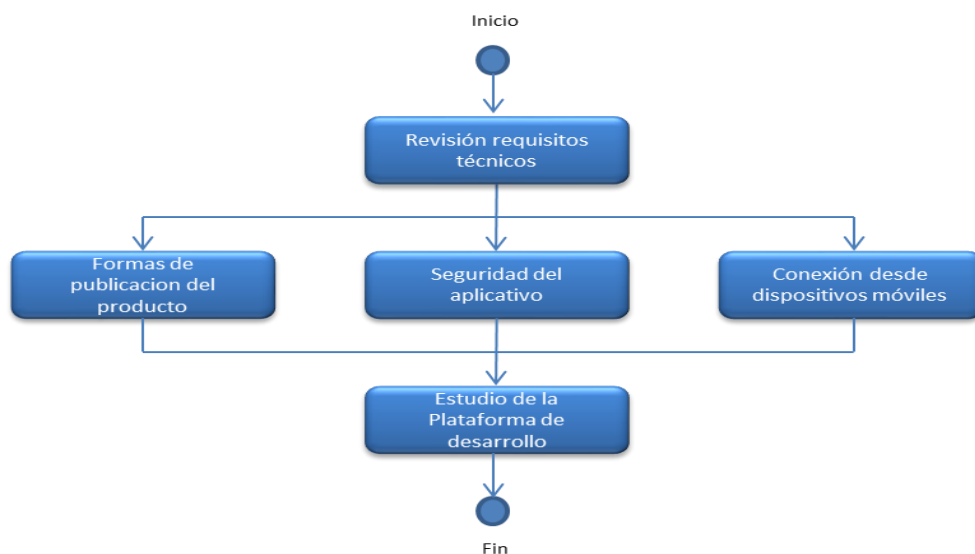 Inicio
Revisión requisitos
técnicos
Formas de
publicacion del
producto
Seguridad del
aplicativo
Conexión desde
dispositivos móviles
Estudio de la
Plataforma de
desarrollo
Fin